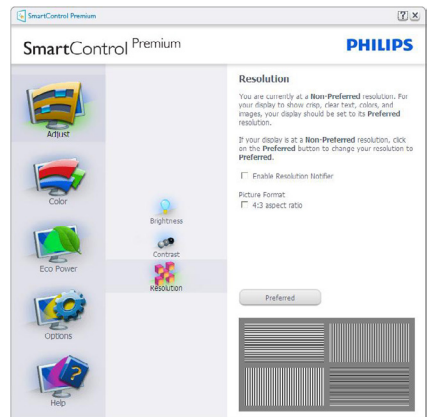 SmartControl Premium
SmartControl Premium
PHILIPS
Adjust
Color
Eco Power
Options
Help
Brightness
Contrast
Resolution
Resolution
You are currently at a Non-Preferred resolution. For
your display to show crisp, clear text, colors, and
images, your display should be set to its Preferred
resolution.
If your display is at a Non-Preferred resolution, click
on the Preferred button to change your resolution to
Preferred.
Enable Resolution Notifier
Picture Format
4:3 aspect ratio
Preferred